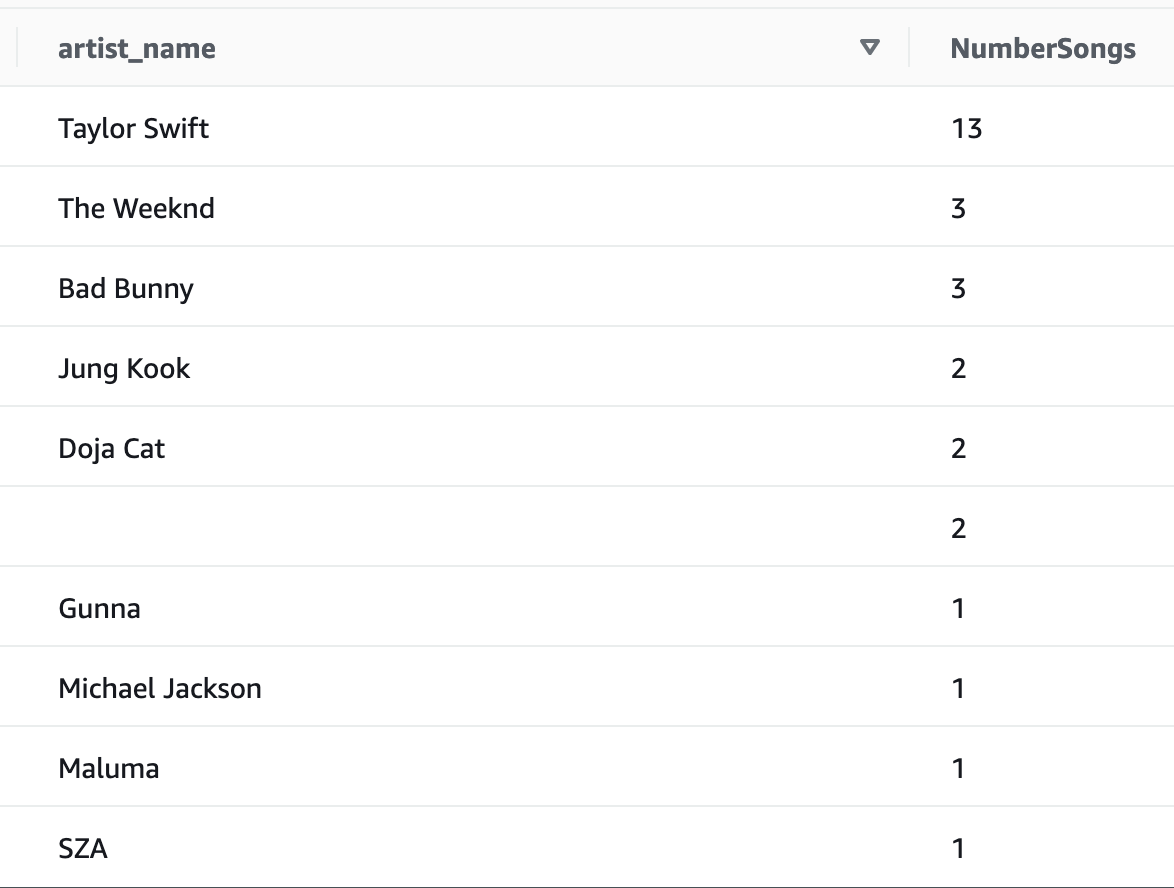 artist_name NumberSongs
Taylor Swift 13
The Weeknd 3
Bad Bunny 3
Jung Kook 2
Doja Cat 2
2
Gunna 1
Michael Jackson 1
Maluma 1
SZA 1